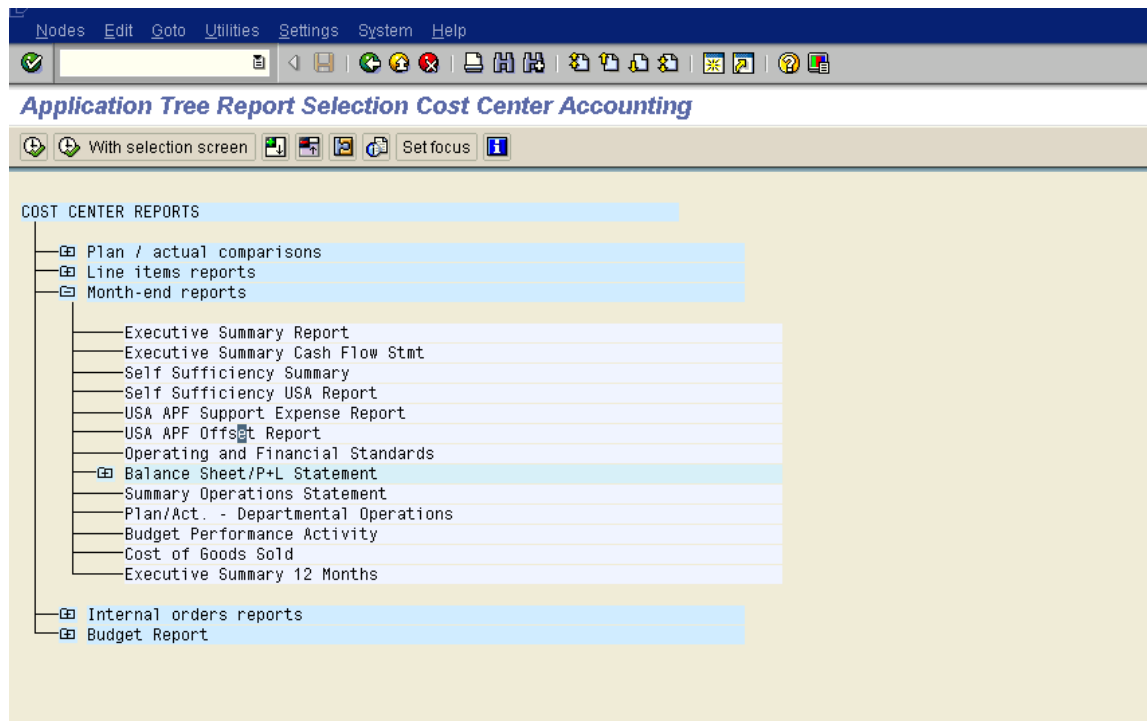 Nodes Edit Goto Utilities Settings System Help
Application Tree Report Selection Cost Center Accounting
With selection screen Set focus
COST CENTER REPORTS
Plan / actual comparisons
Line items reports
Month-end reports
Executive Summary Report
Executive Summary Cash Flow Stmt
Self Sufficiency Summary
Self Sufficiency USA Report
USA APF Support Expense Report
USA APF Offset Report
Operating and Financial Standards
Balance Sheet/P+L Statement
Summary Operations Statement
Plan/Act. - Departmental Operations
Budget Performance Activity
Cost of Goods Sold
Executive Summary 12 Months
Internal orders reports
Budget Report